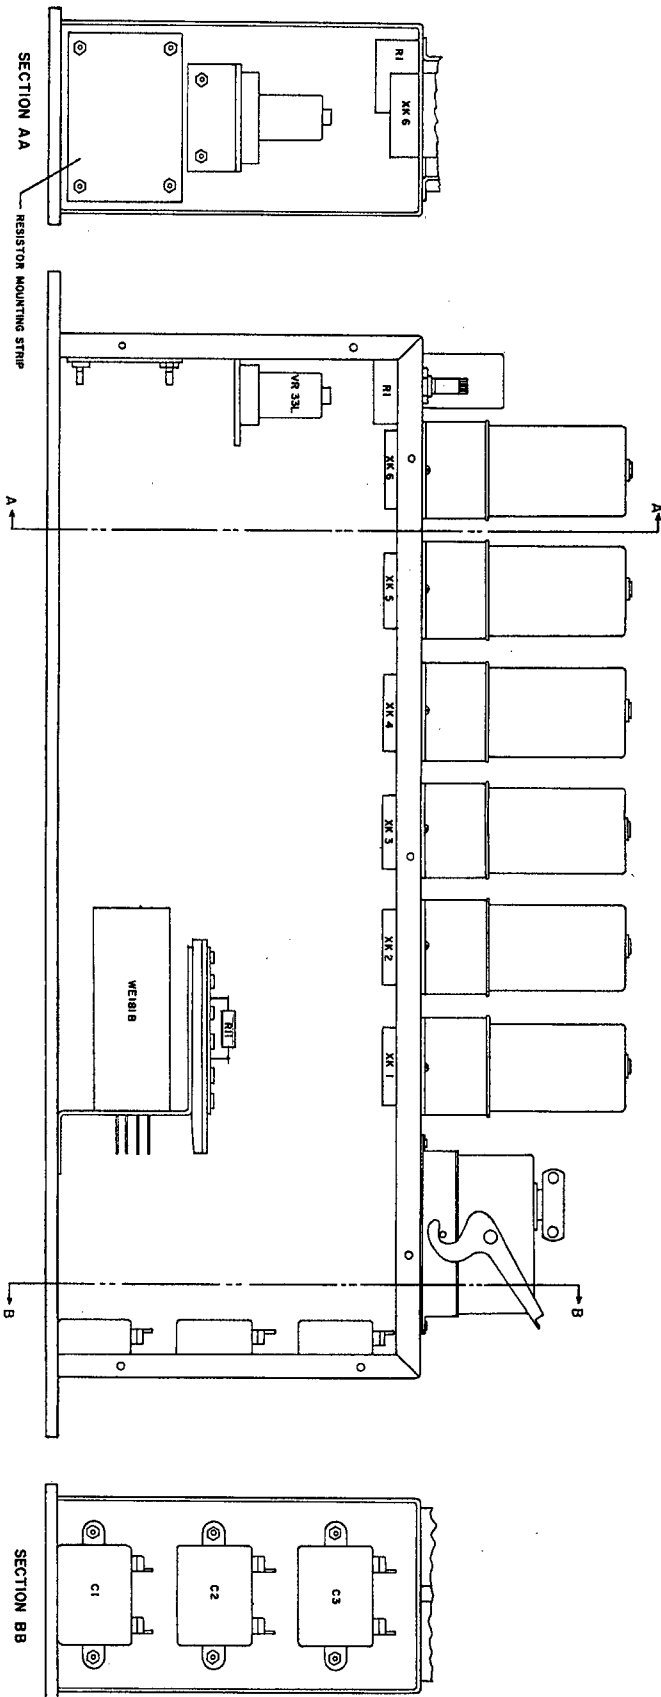 SECTION AA
RESISTOR MOUNTING STRIP
R1
XK 6
A
A
VR 33L
R1
XK 6
XK 5
XK 4
XK 3
XK 2
XK 1
WE181B
R11
B
B
C1
C2
C3
SECTION BB